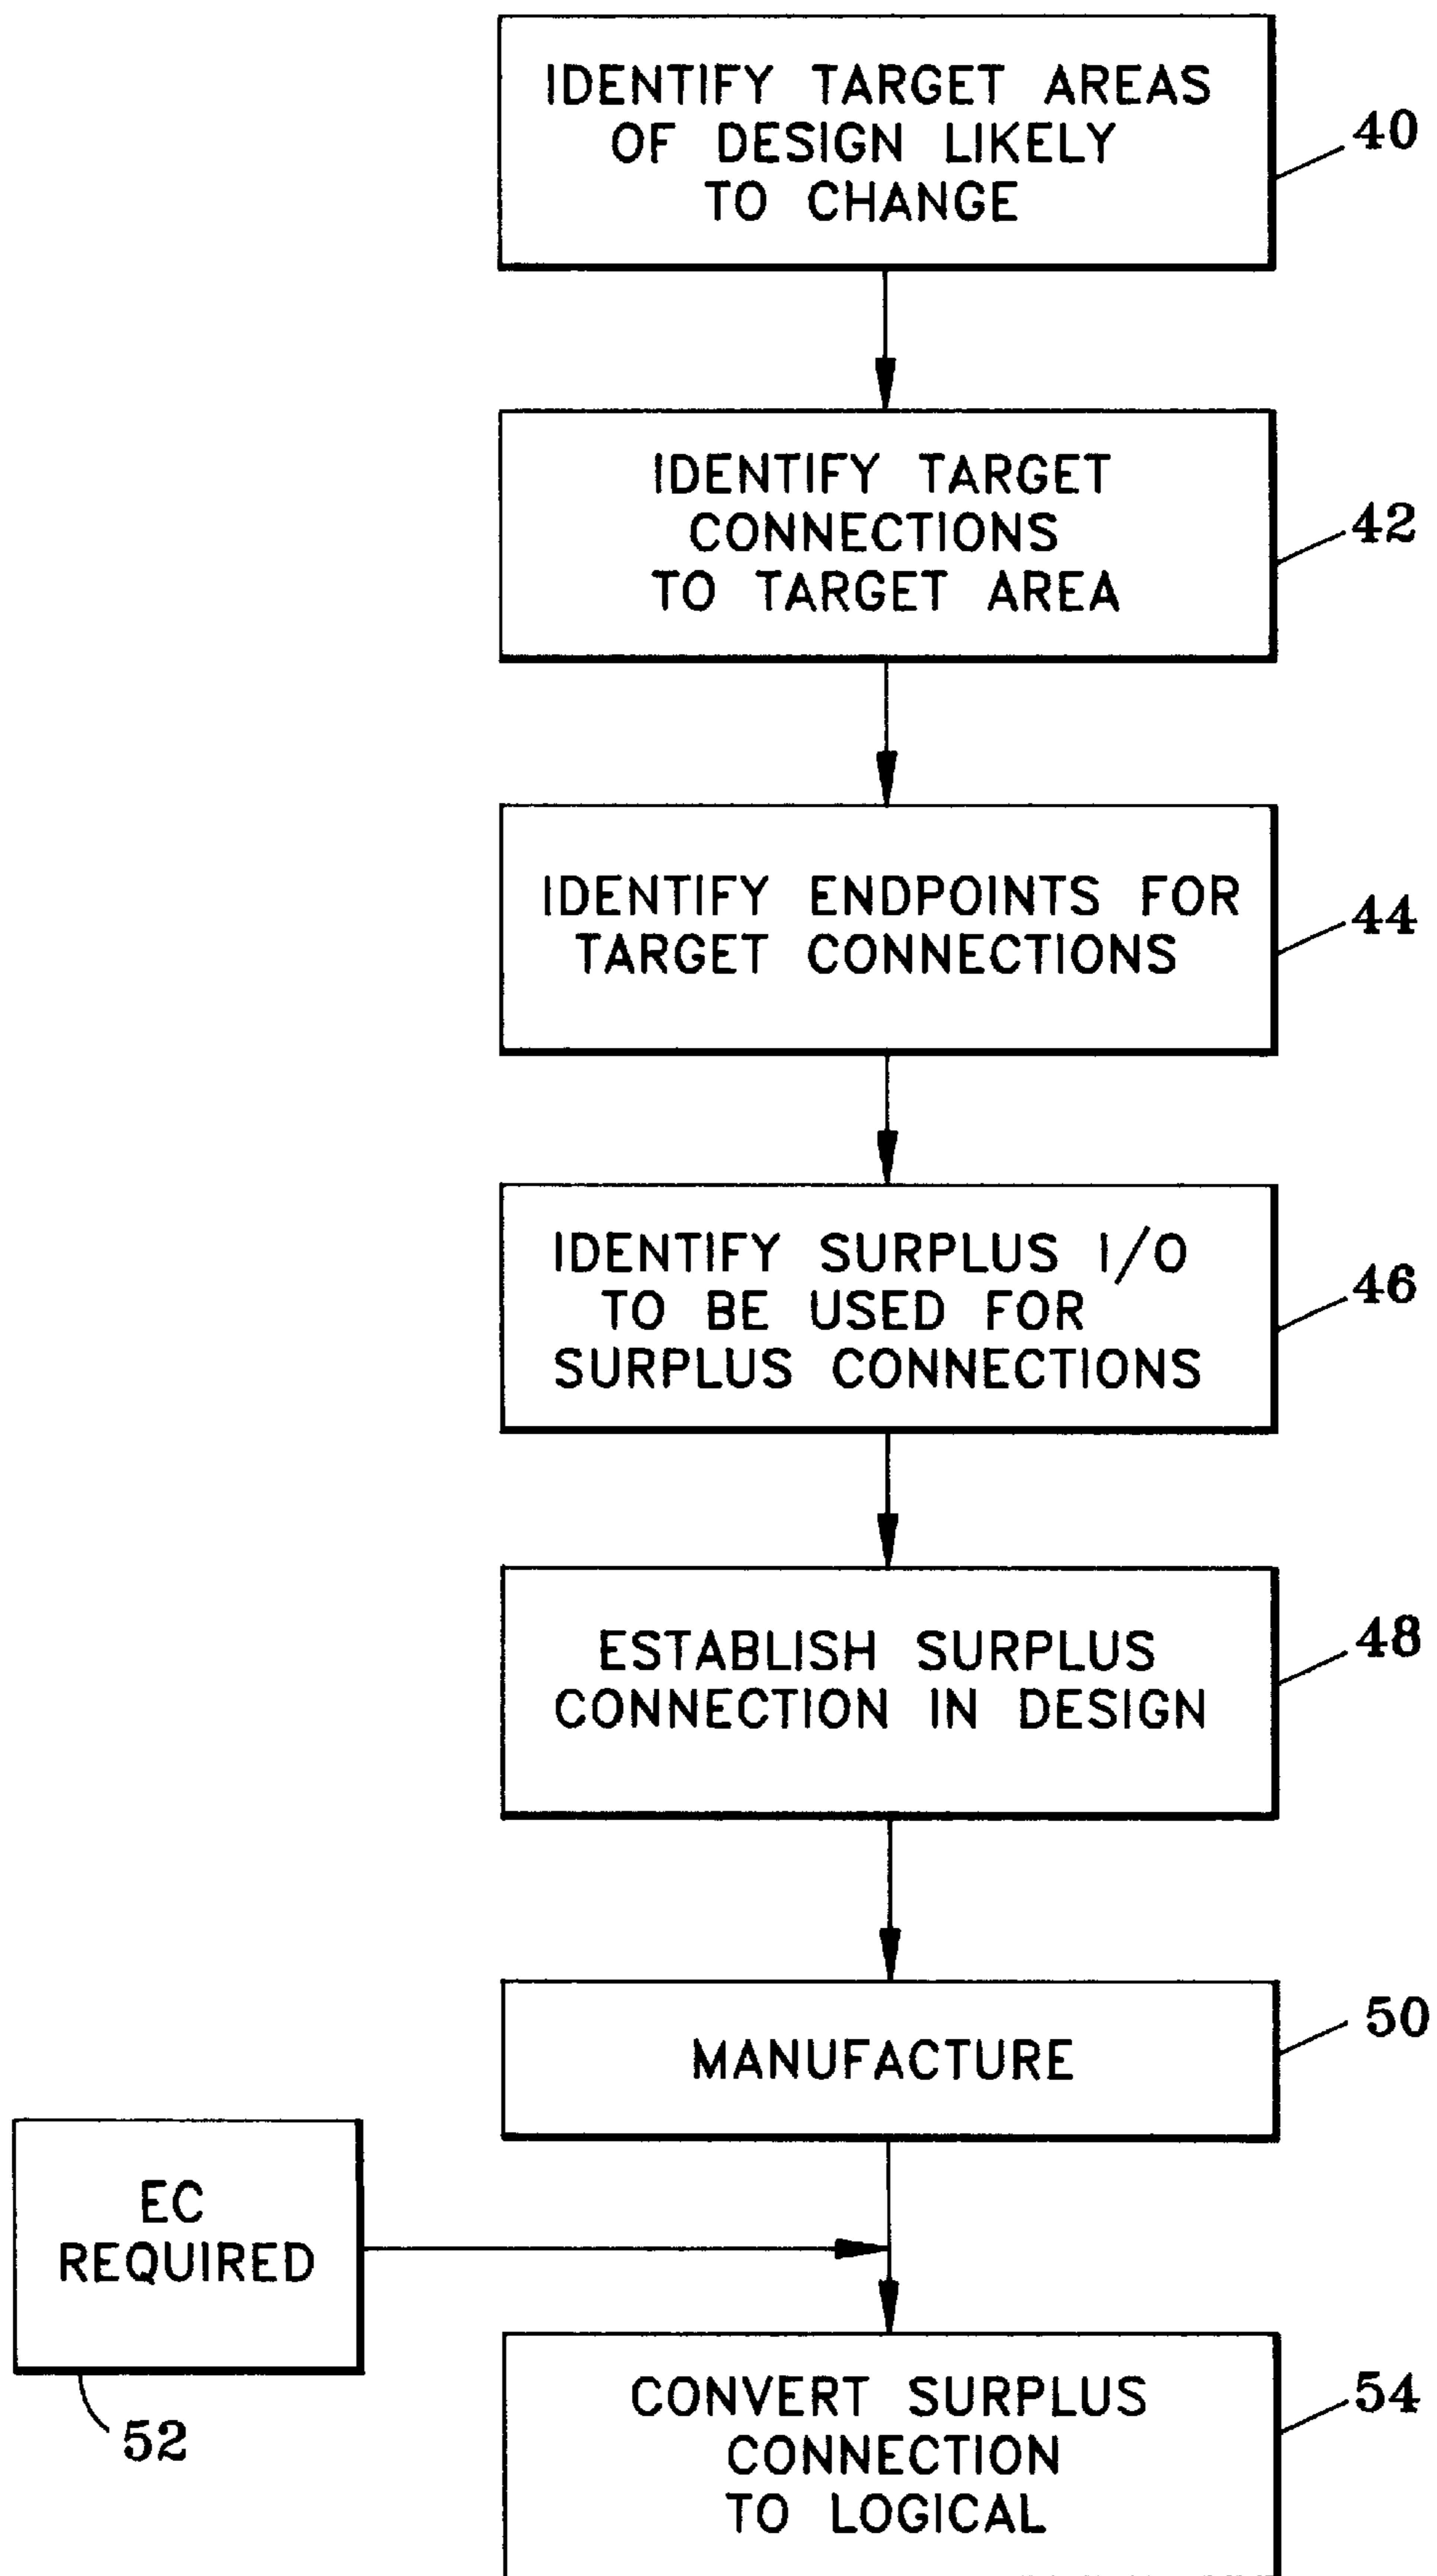 IDENTIFY TARGET AREAS
OF DESIGN LIKELY
TO CHANGE
40
IDENTIFY TARGET
CONNECTIONS
TO TARGET AREA
42
IDENTIFY ENDPOINTS FOR
TARGET CONNECTIONS
44
IDENTIFY SURPLUS I/O
TO BE USED FOR
SURPLUS CONNECTIONS
46
ESTABLISH SURPLUS
CONNECTION IN DESIGN
48
MANUFACTURE
50
EC
REQUIRED
52
CONVERT SURPLUS
CONNECTION
TO LOGICAL
54